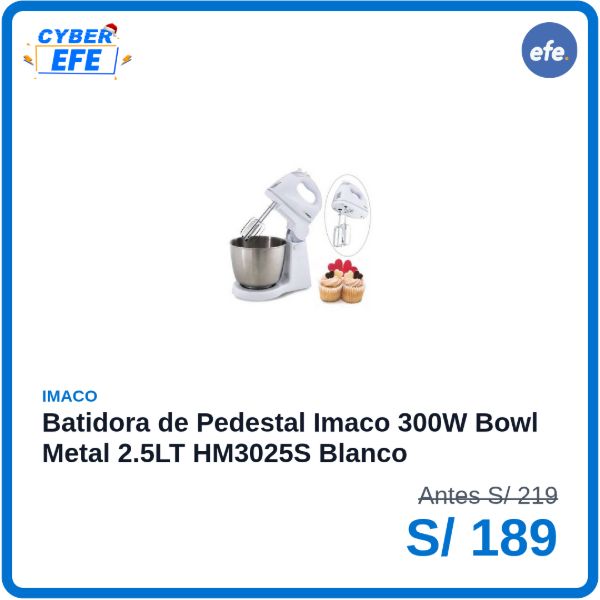 CYBER
EFE
efe.
IMACO
Batidora de Pedestal Imaco 300W Bowl
Metal 2.5LT HM3025S Blanco
Antes S/ 219
S/ 189